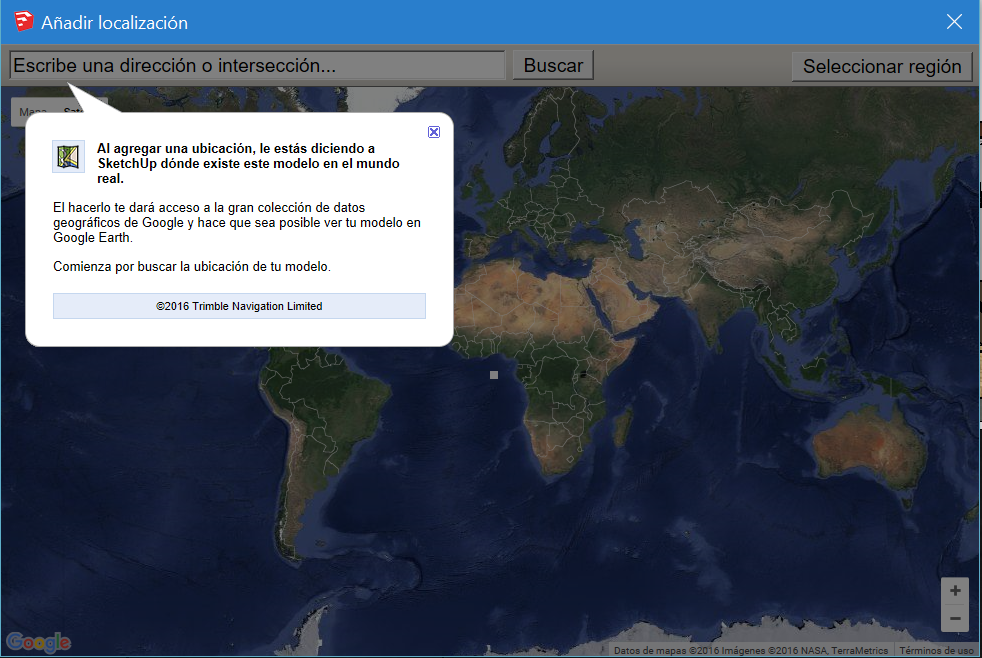 Añadir localización
Escribe una dirección o intersección...
Buscar
Seleccionar región
Al agregar una ubicación, le estás diciendo a
SketchUp dónde existe este modelo en el mundo
real.
El hacerlo te dará acceso a la gran colección de datos
geográficos de Google y hace que sea posible ver tu modelo en
Google Earth.
Comienza por buscar la ubicación de tu modelo.
©2016 Trimble Navigation Limited
+
−
Google
Datos de mapas ©2016 Imágenes ©2016 NASA, TerraMetrics
Términos de uso